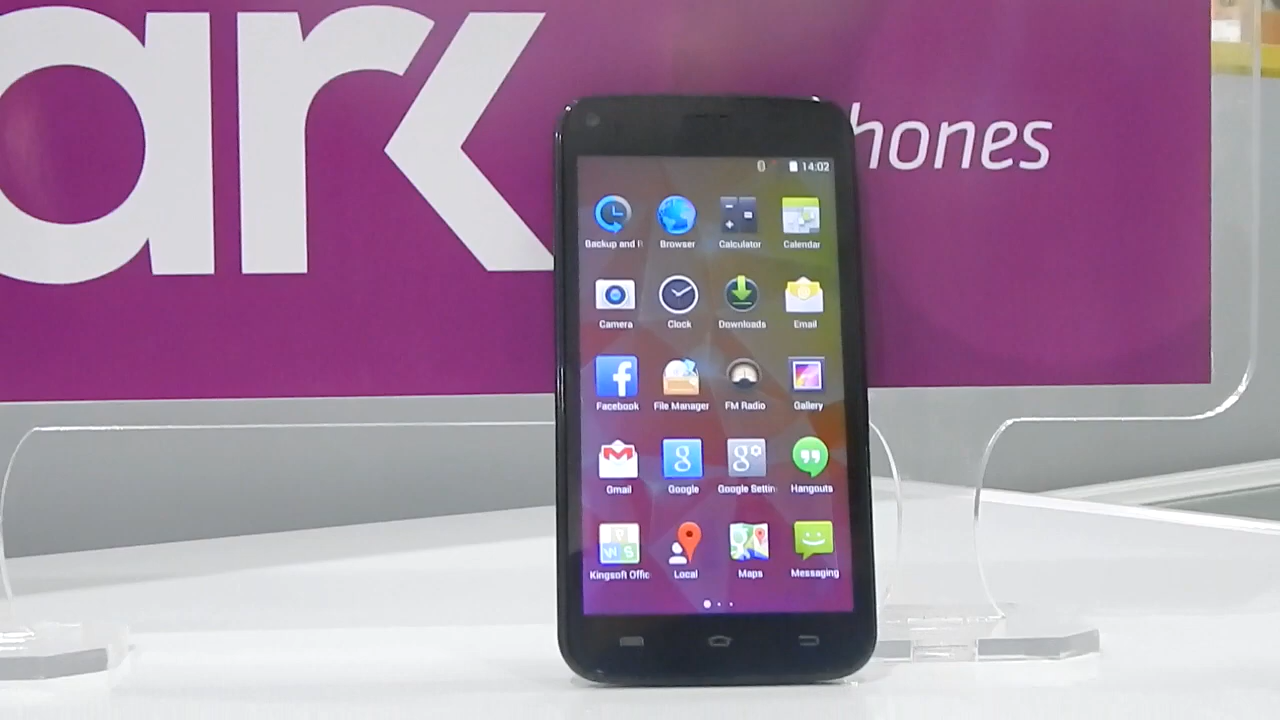 ark
hones
14:02
Backup and R
Browser
Calculator
Calendar
Camera
Clock
Downloads
Email
Facebook
File Manager
FM Radio
Gallery
Gmail
Google
Google Settin
Hangouts
Kingsoft Offic
Local
Maps
Messaging